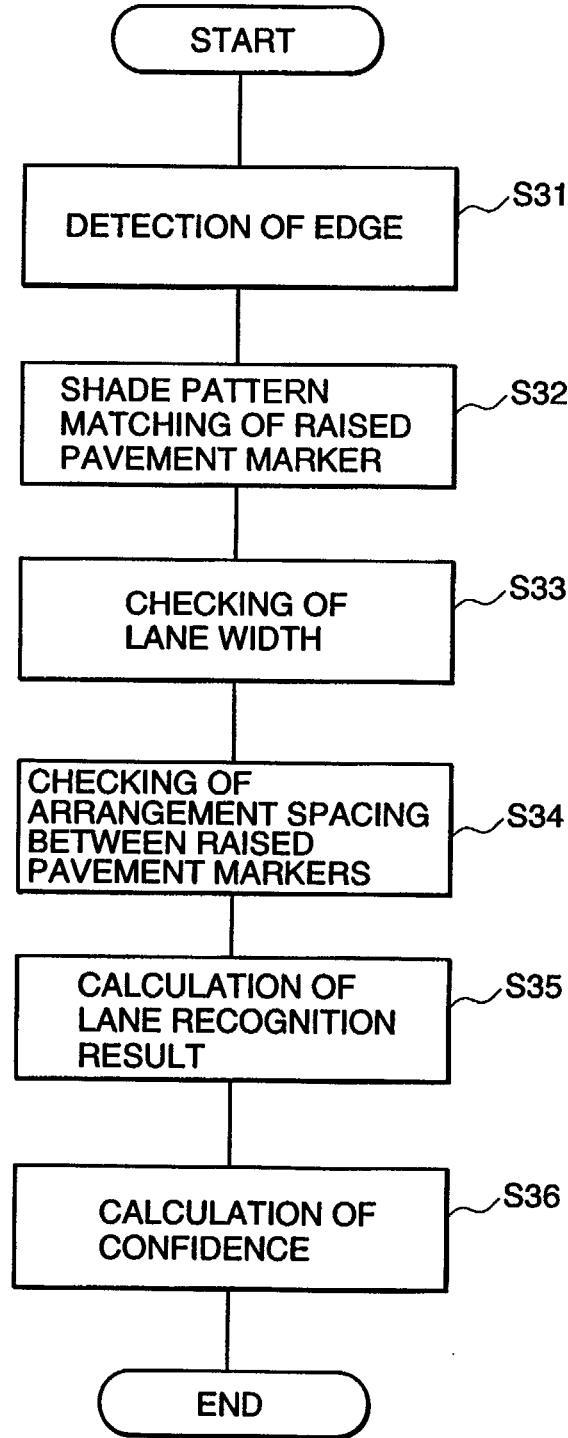 START
DETECTION OF EDGE
S31
SHADE PATTERN
MATCHING OF RAISED
PAVEMENT MARKER
S32
CHECKING OF
LANE WIDTH
S33
CHECKING OF
ARRANGEMENT SPACING
BETWEEN RAISED
PAVEMENT MARKERS
S34
CALCULATION OF
LANE RECOGNITION
RESULT
S35
CALCULATION OF
CONFIDENCE
S36
END